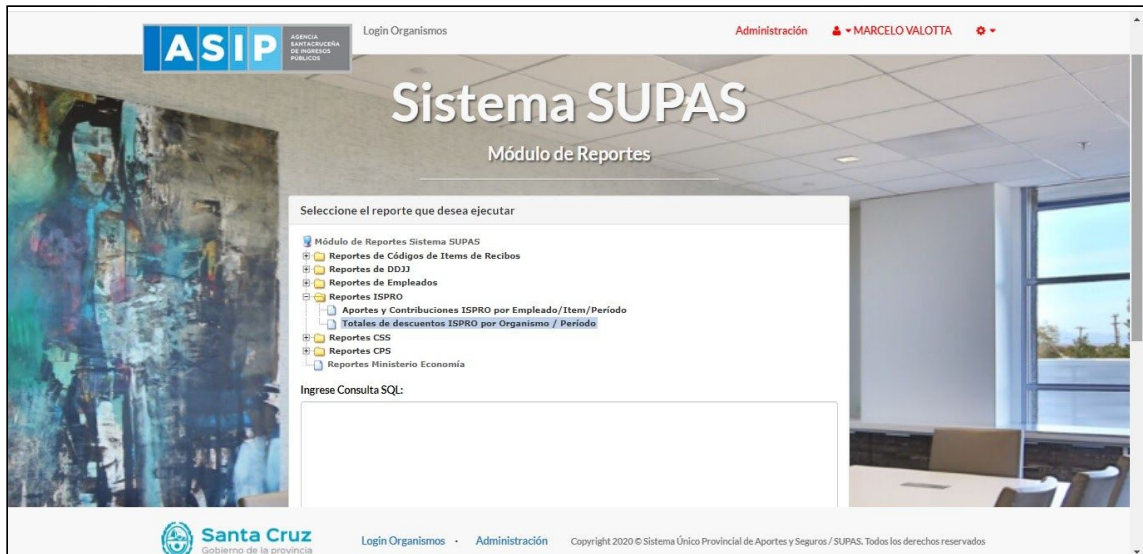 ASIP
AGENCIA
SANTACRUCEÑA
DE INGRESOS
PÚBLICOS
Login Organismos
Administración
MARCELO VALOTTA
Sistema SUPAS
Módulo de Reportes
Seleccione el reporte que desea ejecutar
Módulo de Reportes Sistema SUPAS
Reportes de Códigos de Items de Recibos
Reportes de DDJJ
Reportes de Empleados
Reportes ISPRO
Aportes y Contribuciones ISPRO por Empleado/Item/Período
Totales de descuentos ISPRO por Organismo / Período
Reportes CSS
Reportes CPS
Reportes Ministerio Economía
Ingrese Consulta SQL:
Santa Cruz
Gobierno de la provincia
Login Organismos · Administración Copyright 2020 © Sistema Único Provincial de Aportes y Seguros / SUPAS. Todos los derechos reservados